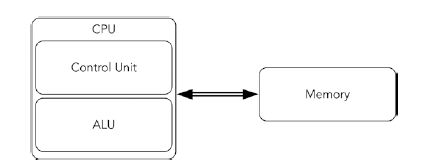 CPU
Control Unit
Memory
ALU